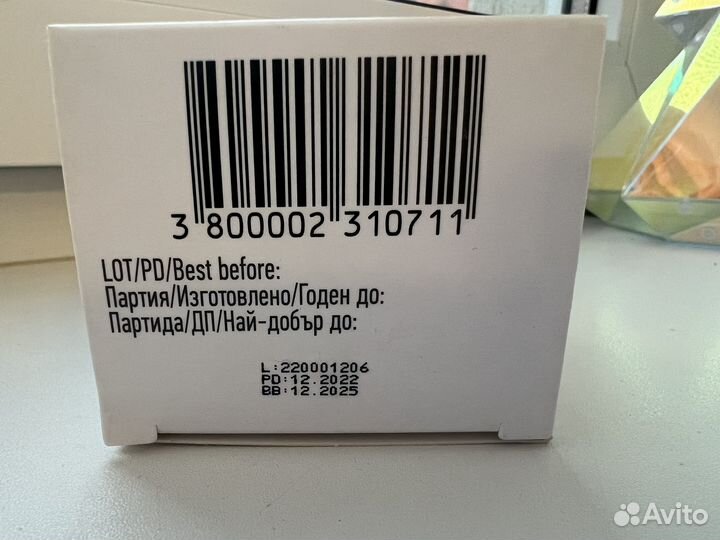 3 800002 310711
LOT/PD/Best before:
Партия/Изготовлено/Годен до:
Партида/ДП/Най-добър до:
L:220001206
PD:12.2022
BB:12.2025
Avito